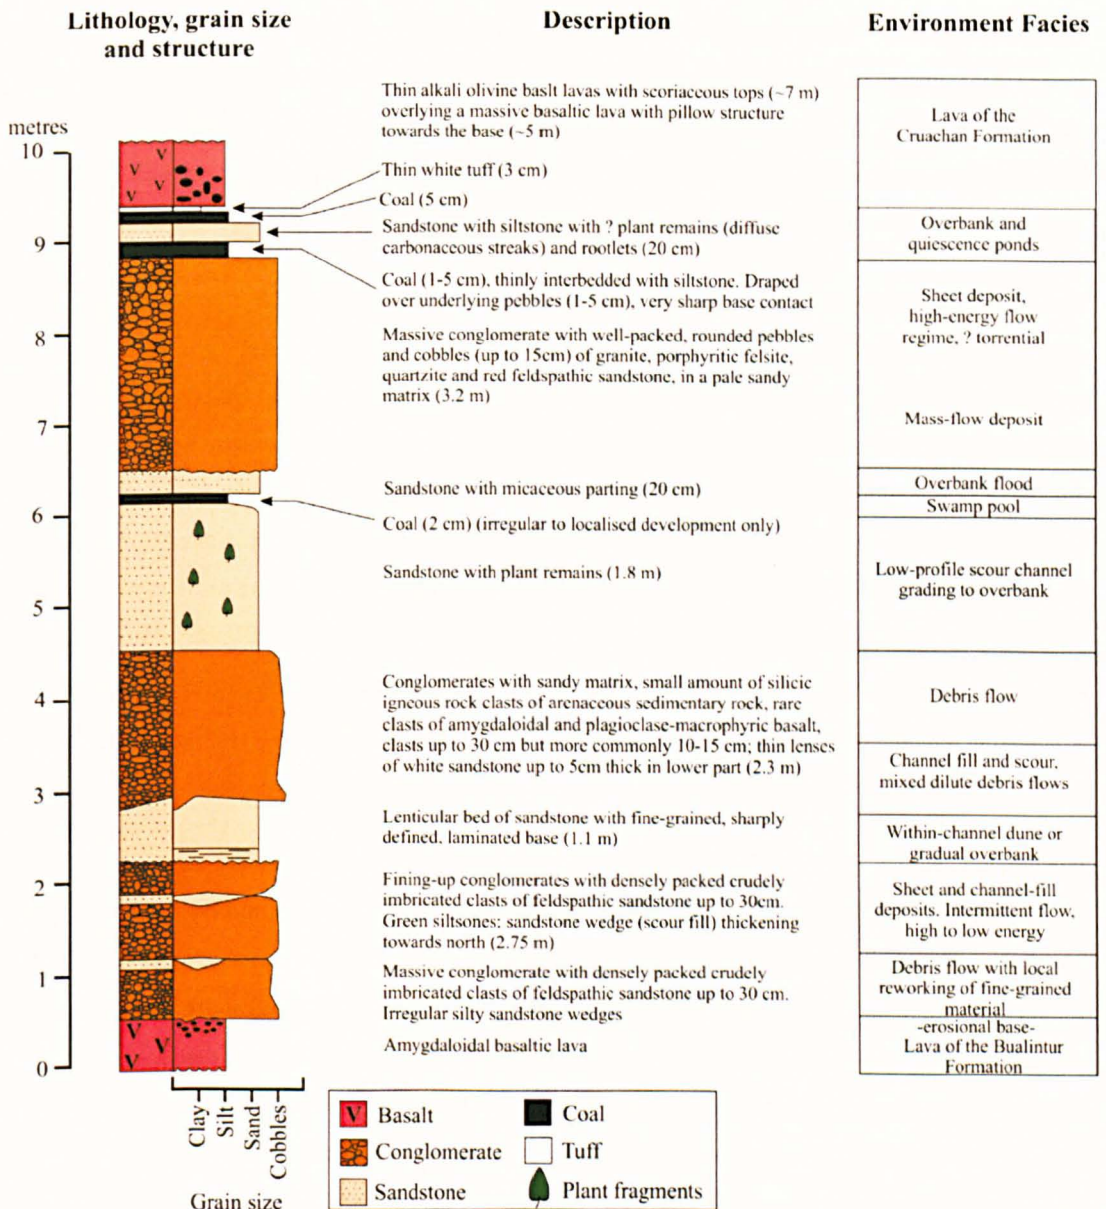 Lithology, grain size
and structure
Description
Environment Facies
metres
10
9
8
7
6
5
4
3
2
1
0
Thin alkali olivine baslt lavas with scoriaceous tops (~7 m)
overlying a massive basaltic lava with pillow structure
towards the base (~5 m)
Thin white tuff (3 cm)
Coal (5 cm)
Sandstone with siltstone with ? plant remains (diffuse
carbonaceous streaks) and rootlets (20 cm)
Coal (1-5 cm), thinly interbedded with siltstone. Draped
over underlying pebbles (1-5 cm), very sharp base contact
Massive conglomerate with well-packed, rounded pebbles
and cobbles (up to 15cm) of granite, porphyritic felsite,
quartzite and red feldspathic sandstone, in a pale sandy
matrix (3.2 m)
Sandstone with micaceous parting (20 cm)
Coal (2 cm) (irregular to localised development only)
Sandstone with plant remains (1.8 m)
Conglomerates with sandy matrix, small amount of silicic
igneous rock clasts of arenaceous sedimentary rock, rare
clasts of amygdaloidal and plagioclase-macrophyric basalt,
clasts up to 30 cm but more commonly 10-15 cm; thin lenses
of white sandstone up to 5cm thick in lower part (2.3 m)
Lenticular bed of sandstone with fine-grained, sharply
defined, laminated base (1.1 m)
Fining-up conglomerates with densely packed crudely
imbricated clasts of feldspathic sandstone up to 30cm.
Green siltsones: sandstone wedge (scour fill) thickening
towards north (2.75 m)
Massive conglomerate with densely packed crudely
imbricated clasts of feldspathic sandstone up to 30 cm.
Irregular silty sandstone wedges
Amygdaloidal basaltic lava
Lava of the
Cruachan Formation
Overbank and
quiescence ponds
Sheet deposit,
high-energy flow
regime, ? torrential
Mass-flow deposit
Overbank flood
Swamp pool
Low-profile scour channel
grading to overbank
Debris flow
Channel fill and scour,
mixed dilute debris flows
Within-channel dune or
gradual overbank
Sheet and channel-fill
deposits. Intermittent flow,
high to low energy
Debris flow with local
reworking of fine-grained
material
-erosional base-
Lava of the Bualintur
Formation
V
V
V
V
V
V
V
Clay
Silt
Sand
Cobbles
Grain size
V Basalt
Conglomerate
Sandstone
Coal
Tuff
Plant fragments